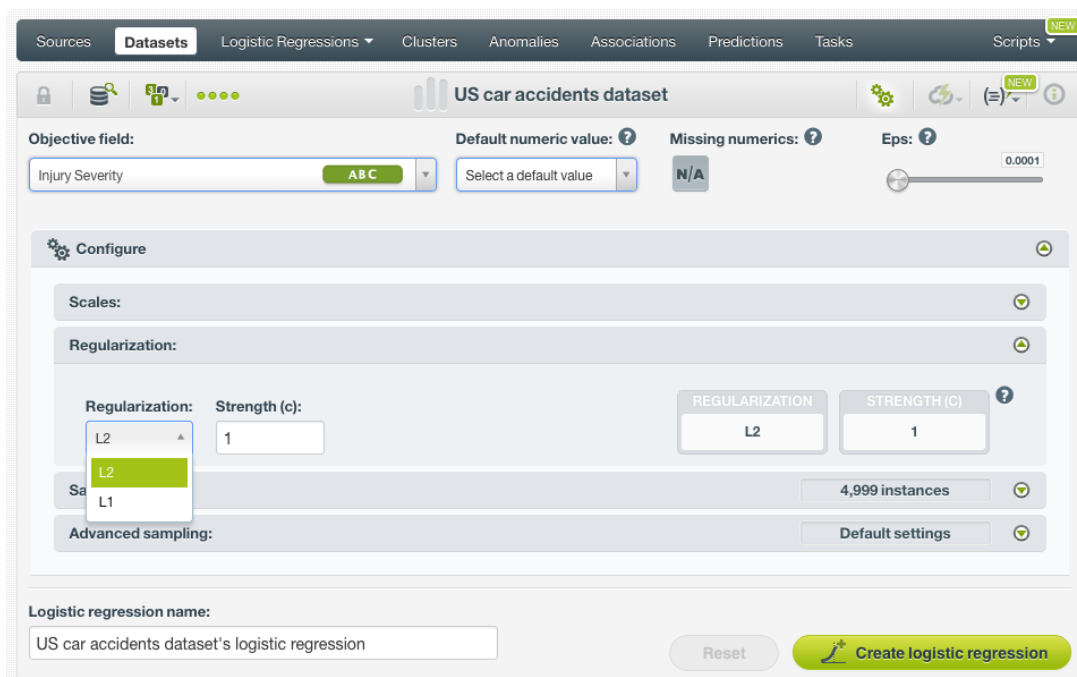 NEW
Sources Datasets Logistic Regressions Clusters Anomalies Associations Predictions Tasks Scripts
US car accidents dataset NEW
Objective field: Default numeric value: ? Missing numerics: ? Eps: ?
Injury Severity ABC Select a default value N/A 0.0001
Configure
Scales:
Regularization:
Regularization: Strength (c): REGULARIZATION STRENGTH (C) ?
L2 1 L2 1
L2
Sa 4,999 instances
L1
Advanced sampling: Default settings
Logistic regression name:
US car accidents dataset's logistic regression
Reset Create logistic regression